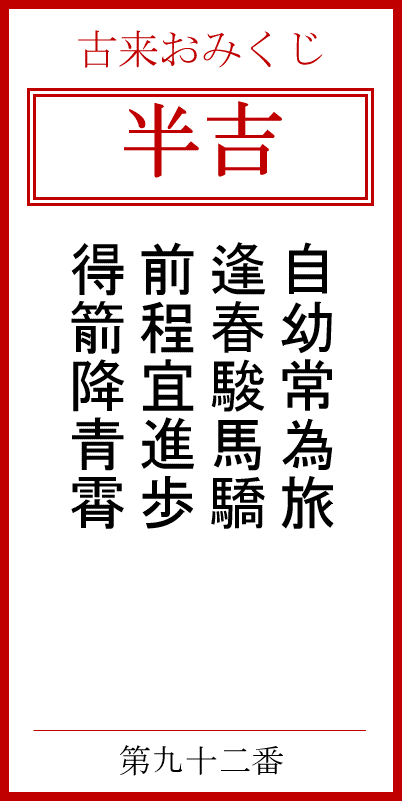 古来おみくじ
半吉
自幼常為旅
逢春駿馬驕
前程宜進歩
得箭降青霄
第九十二番